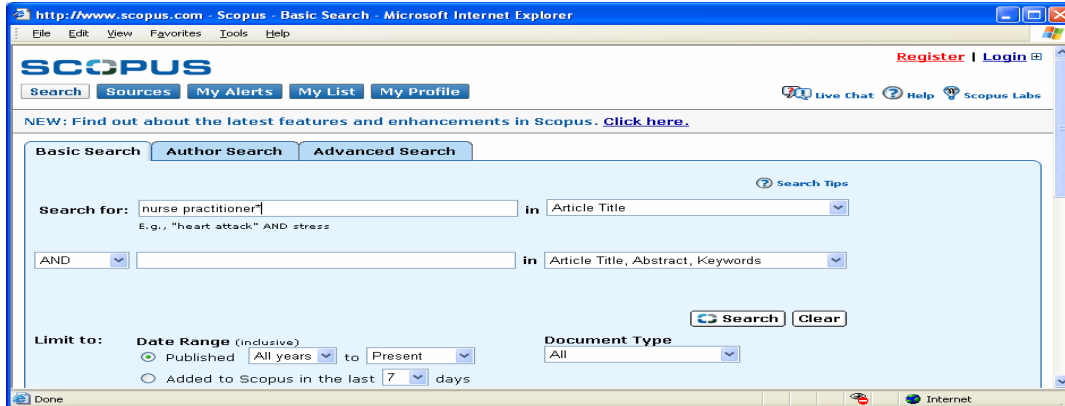 http://www.scopus.com - Scopus - Basic Search - Microsoft Internet Explorer
File Edit View Favorites Tools Help
Register | Login
SCOPUS
Search Sources My Alerts My List My Profile Live Chat Help Scopus Labs
NEW: Find out about the latest features and enhancements in Scopus. Click here.
Basic Search Author Search Advanced Search
Search Tips
Search for: nurse practitioner* in Article Title
E.g., "heart attack" AND stress
AND in Article Title, Abstract, Keywords
Search Clear
Limit to: Date Range (inclusive) Document Type
Published All years to Present All
Added to Scopus in the last 7 days
Done Internet